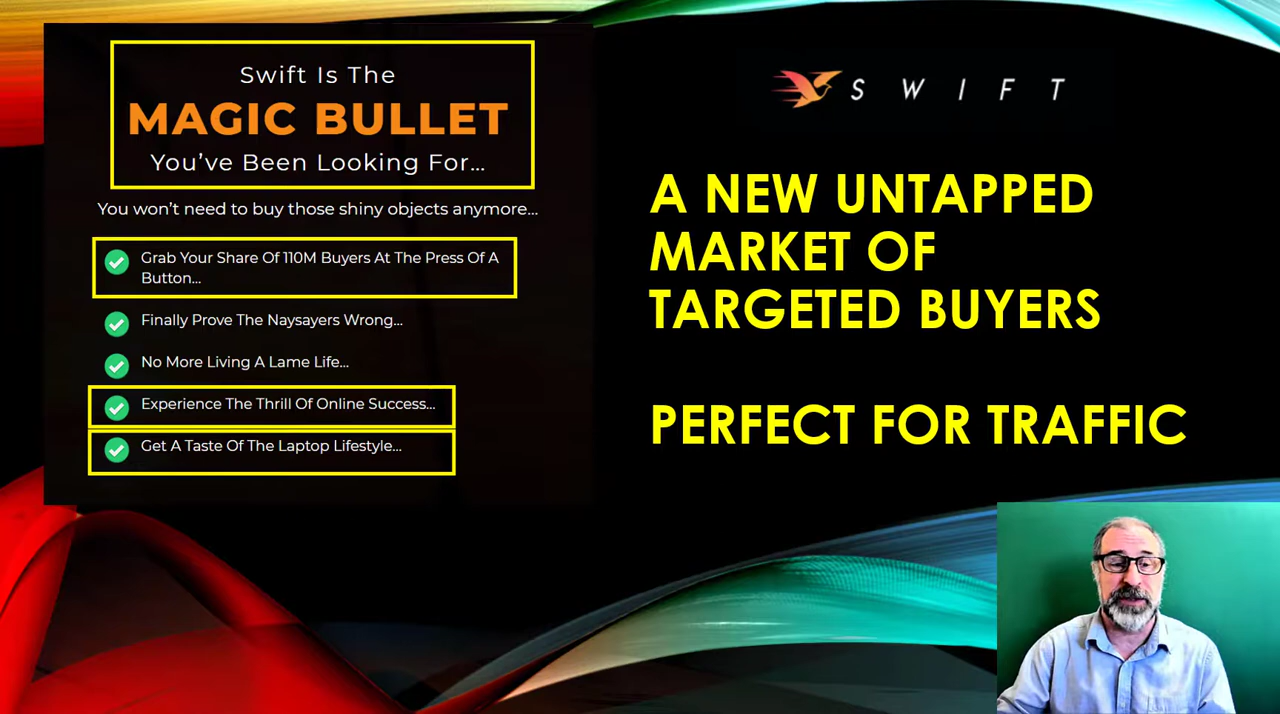 Swift Is The
MAGIC BULLET
You've Been Looking For...
You won't need to buy those shiny objects anymore...
Grab Your Share Of 110M Buyers At The Press Of A
Button...
Finally Prove The Naysayers Wrong...
No More Living A Lame Life...
Experience The Thrill Of Online Success...
Get A Taste Of The Laptop Lifestyle...
SWIFT
A NEW UNTAPPED
MARKET OF
TARGETED BUYERS
PERFECT FOR TRAFFIC